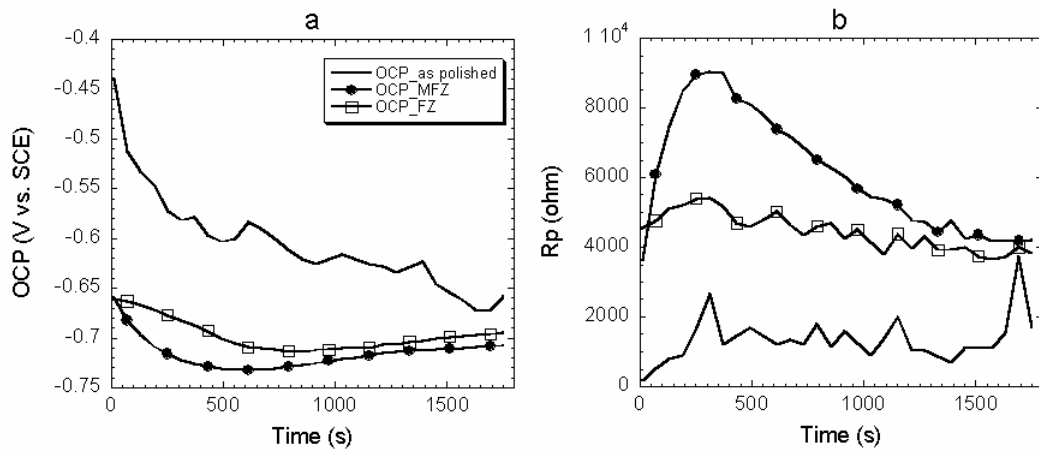 a
OCP (V vs. SCE)
-0.4
-0.45
-0.5
-0.55
-0.6
-0.65
-0.7
-0.75
OCP_as polished
OCP_MFZ
OCP_FZ
0
500
1000
1500
Time (s)
b
Rp (ohm)
1 10⁴
8000
6000
4000
2000
0
0
500
1000
1500
Time (s)